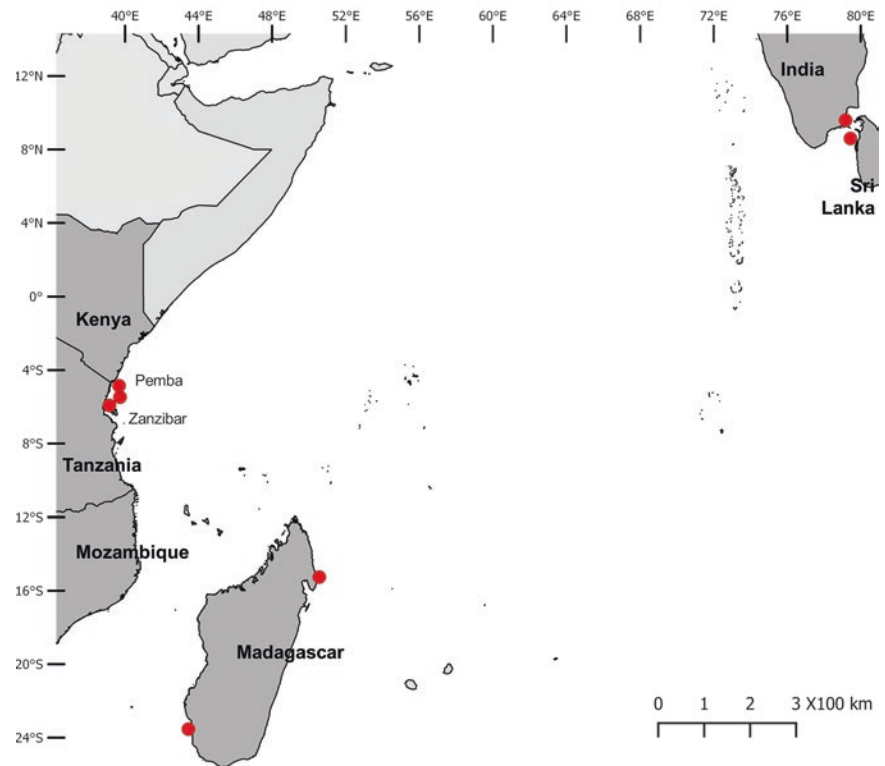 40°E 44°E 48°E 52°E 56°E 60°E 64°E 68°E 72°E 76°E 80°E
12°N
India
8°N
Sri
Lanka
4°N
0°
Kenya
4°S
Pemba
Zanzibar
8°S
Tanzania
12°S
Mozambique
16°S
20°S
Madagascar
0 1 2 3 X100 km
24°S